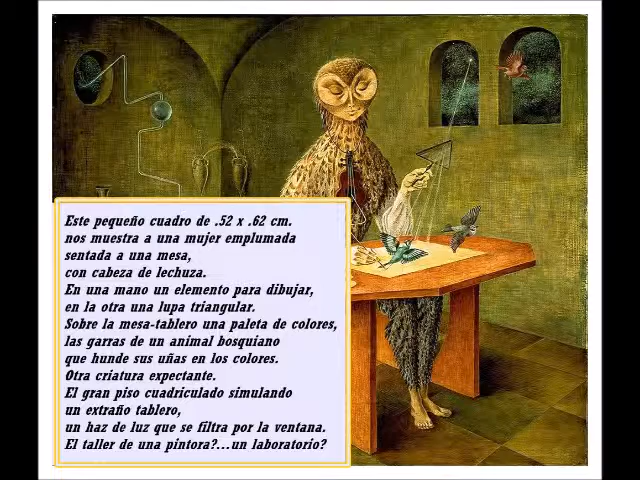 Este pequeño cuadro de .52 x .62 cm.
nos muestra a una mujer emplumada
sentada a una mesa,
con cabeza de lechuza.
En una mano un elemento para dibujar,
en la otra una lupa triangular.
Sobre la mesa-tablero una paleta de colores,
las garras de un animal bosquiano
que hunde sus uñas en los colores.
Otra criatura expectante.
El gran piso cuadriculado simulando
un extraño tablero,
un haz de luz que se filtra por la ventana.
El taller de una pintora?...un laboratorio?